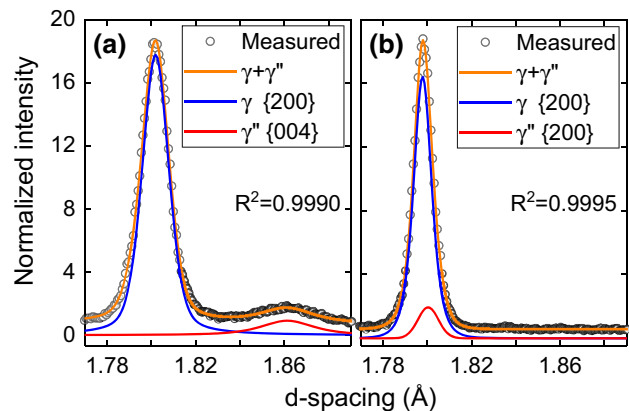 (a)
Measured
γ+γ"
γ {200}
γ" {004}
R²=0.9990
(b)
Measured
γ+γ"
γ {200}
γ" {200}
R²=0.9995
Normalized intensity
20
16
12
8
4
0
1.78 1.82 1.86 1.78 1.82 1.86
d-spacing (Å)